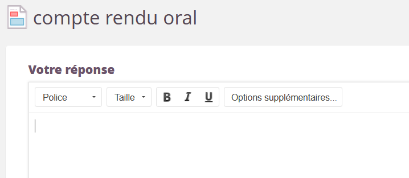 compte rendu oral
Votre réponse
Police Taille B I U Options supplémentaires...